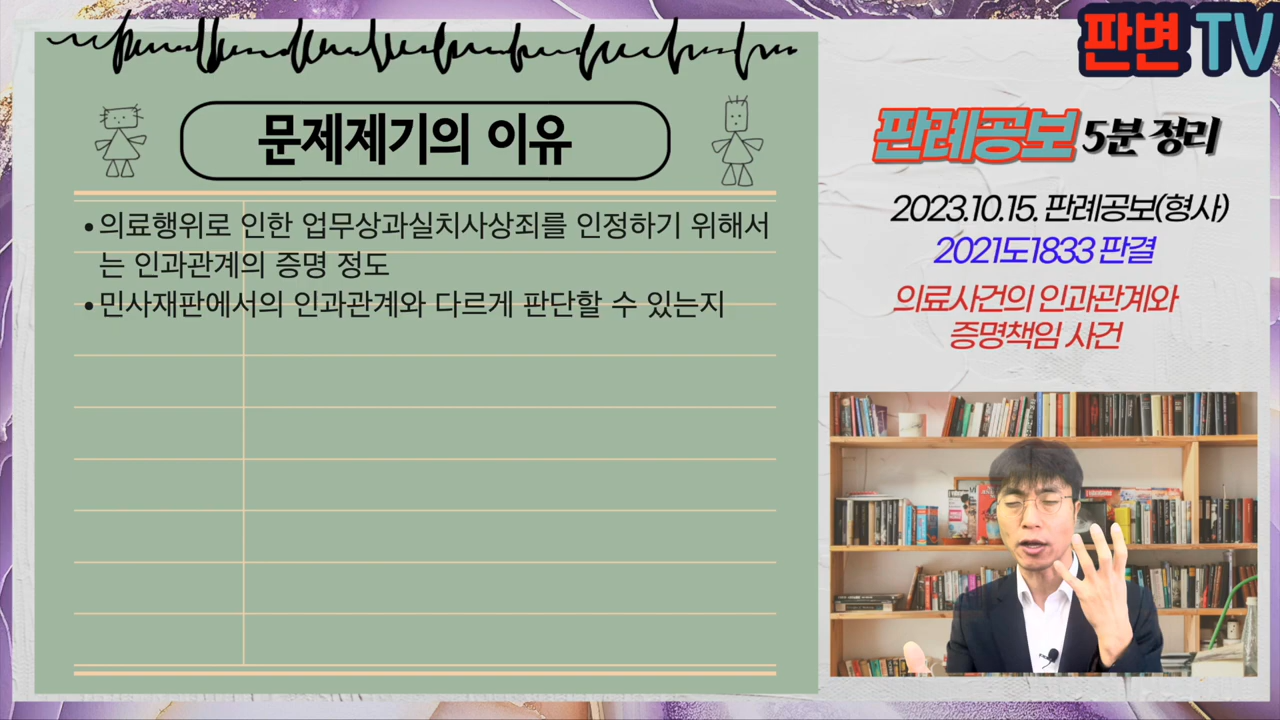 판변 TV
문제제기의 이유
•의료행위로 인한 업무상과실치사상죄를 인정하기 위해서
는 인과관계의 증명 정도
•민사재판에서의 인과관계와 다르게 판단할 수 있는지
판례공보 5분 정리
2023.10.15. 판례공보(형사)
2021도1833 판결
의료사건의 인과관계와
증명책임 사건